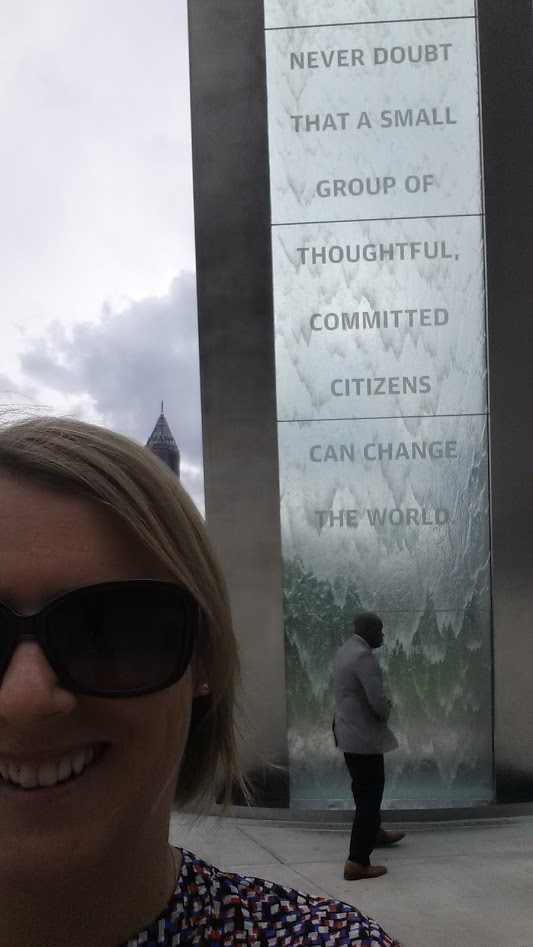 NEVER DOUBT
THAT A SMALL
GROUP OF
THOUGHTFUL,
COMMITTED
CITIZENS
CAN CHANGE
THE WORLD.